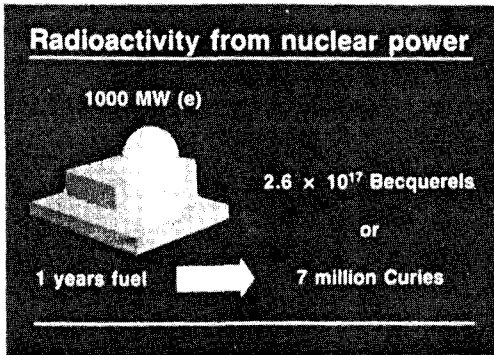 Radioactivity from nuclear power
1000 MW (e)
2.6 × 10¹⁷ Becquerels
or
1 years fuel
7 million Curies